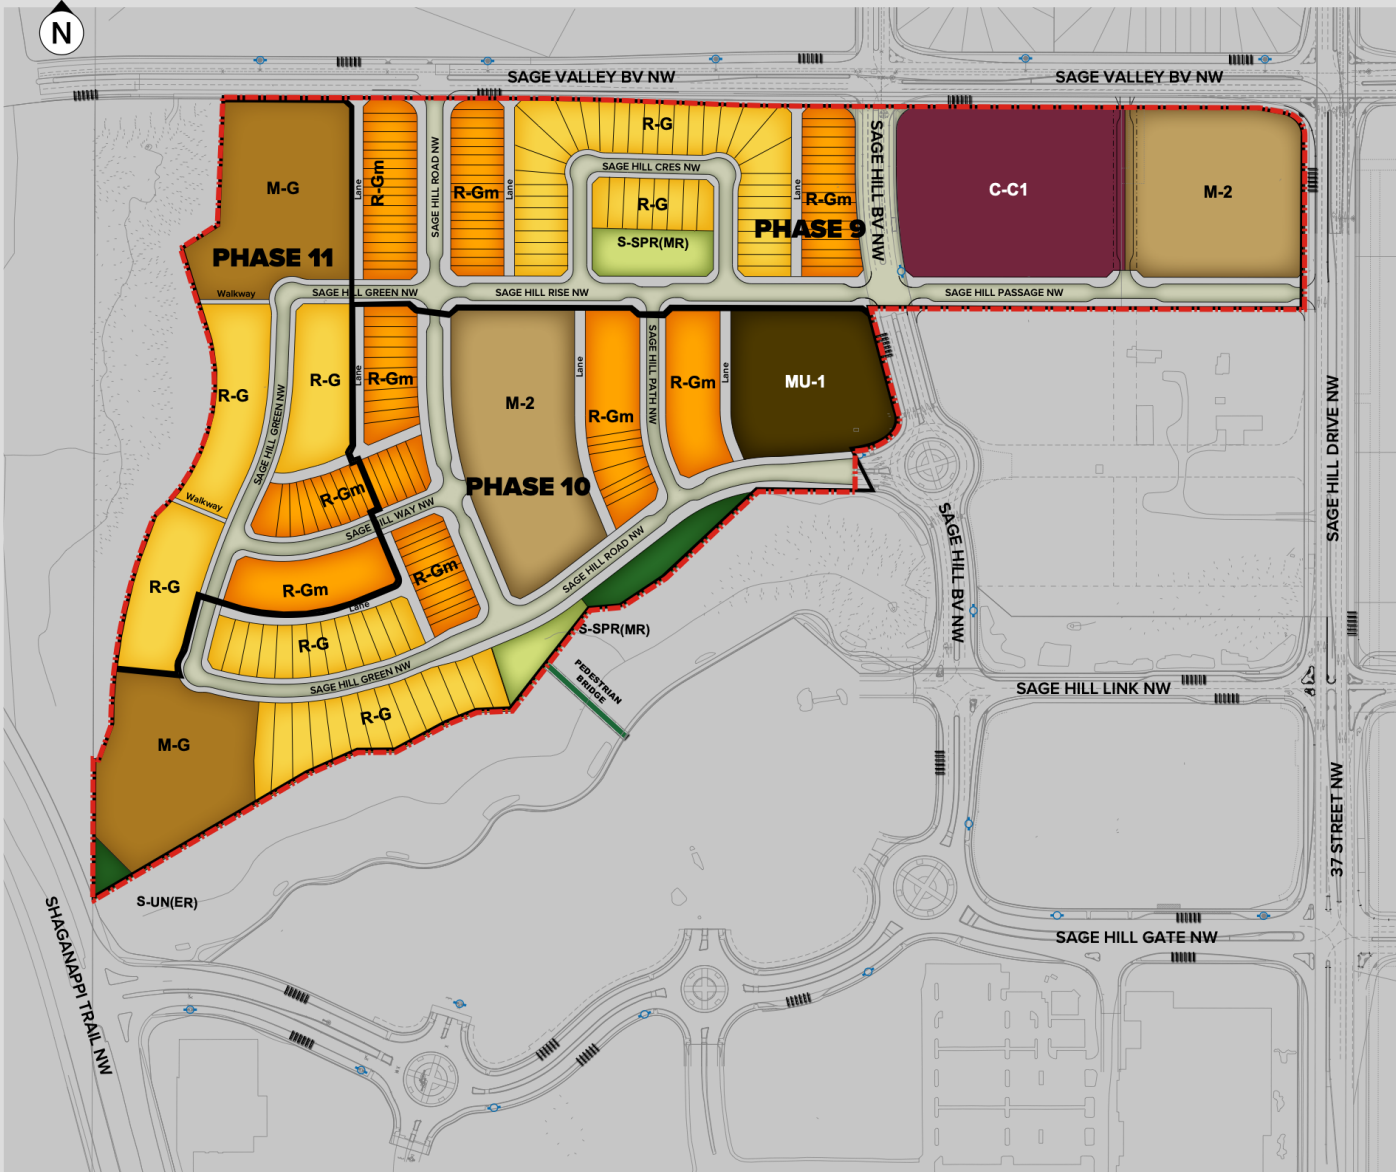 N
SAGE VALLEY BV NW
SAGE VALLEY BV NW
M-G
PHASE 11
Walkway
Lane
R-Gm
SAGE HILL ROAD NW
R-Gm
Lane
R-G
SAGE HILL CRES NW
R-G
S-SPR(MR)
Lane
R-Gm
PHASE 9
SAGE HILL BV NW
C-C1
M-2
SAGE HILL GREEN NW
SAGE HILL RISE NW
SAGE HILL PASSAGE NW
R-G
SAGE HILL GREEN NW
R-G
Lane
R-Gm
M-2
Lane
R-Gm
SAGE HILL PATH NW
R-Gm
Lane
MU-1
PHASE 10
SAGE HILL DRIVE NW
Walkway
R-Gm
SAGE HILL WAY NW
R-G
R-Gm
Lane
R-Gm
SAGE HILL ROAD NW
SAGE HILL BV NW
R-G
S-SPR(MR)
SAGE HILL GREEN NW
PEDESTRIAN
BRIDGE
SAGE HILL LINK NW
R-G
M-G
37 STREET NW
S-UN(ER)
SAGE HILL GATE NW
SHAGANAPPI TRAIL NW